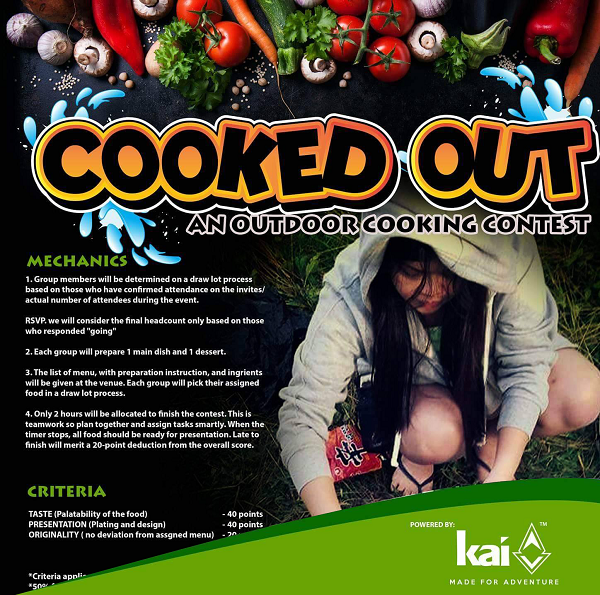 COOKED OUT
AN OUTDOOR COOKING CONTEST
MECHANICS
1. Group members will be determined on a draw lot process
based on those who have confirmed attendance on the invites/
actual number of attendees during the event.
RSVP. we will consider the final headcount only based on those
who responded "going"
2. Each group will prepare 1 main dish and 1 dessert.
3. The list of menu, with preparation instruction, and ingrients
will be given at the venue. Each group will pick their assigned
food in a draw lot process.
4. Only 2 hours will be allocated to finish the contest. This is
teamwork so plan together and assign tasks smartly. When the
timer stops, all food should be ready for presentation. Late to
finish will merit a 20-point deduction from the overall score.
CRITERIA
TASTE (Palatability of the food) - 40 points
PRESENTATION (Plating and design) - 40 points
ORIGINALITY ( no deviation from assgned menu) - 20
*Criteria
*50%
POWERED BY:
kai ™
MADE FOR ADVENTURE